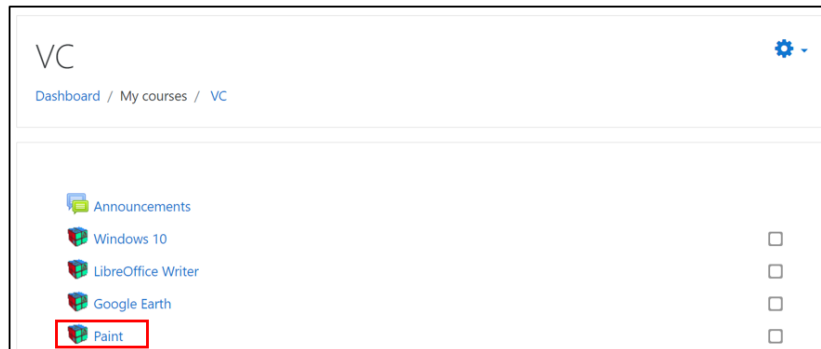 VC
Dashboard / My courses / VC
Announcements
Windows 10
LibreOffice Writer
Google Earth
Paint